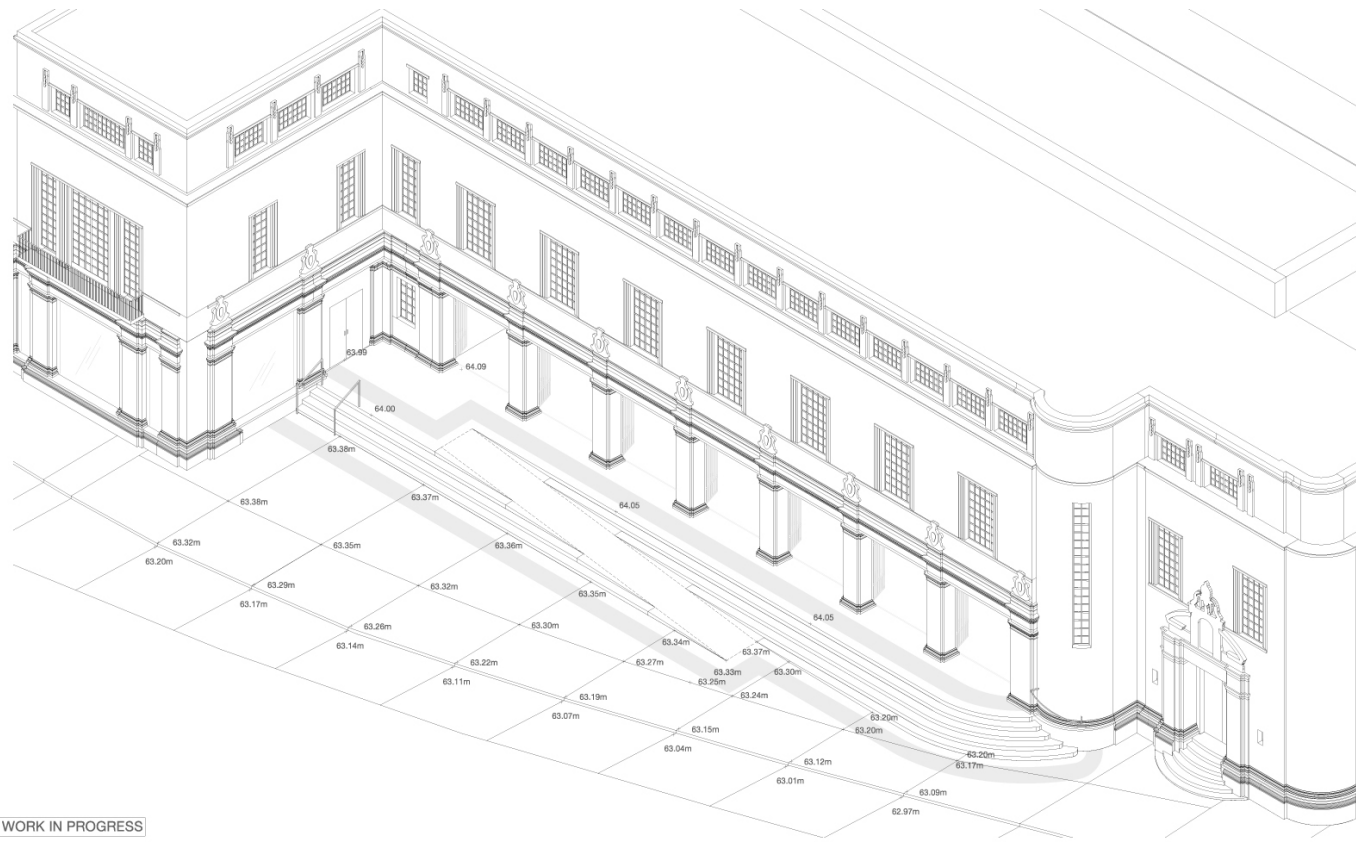 63.99
64.09
64.00
63.38m
63.38m
63.37m
64.05
63.32m
63.35m
63.36m
63.20m
63.29m
63.32m
63.35m
63.17m
64.05
63.26m
63.30m
63.34m
63.14m
63.37m
63.22m
63.27m
63.33m
63.30m
63.11m
63.25m
63.19m
63.24m
63.07m
63.20m
63.15m
63.20m
63.04m
63.20m
63.12m
63.17m
63.01m
63.09m
62.97m
WORK IN PROGRESS